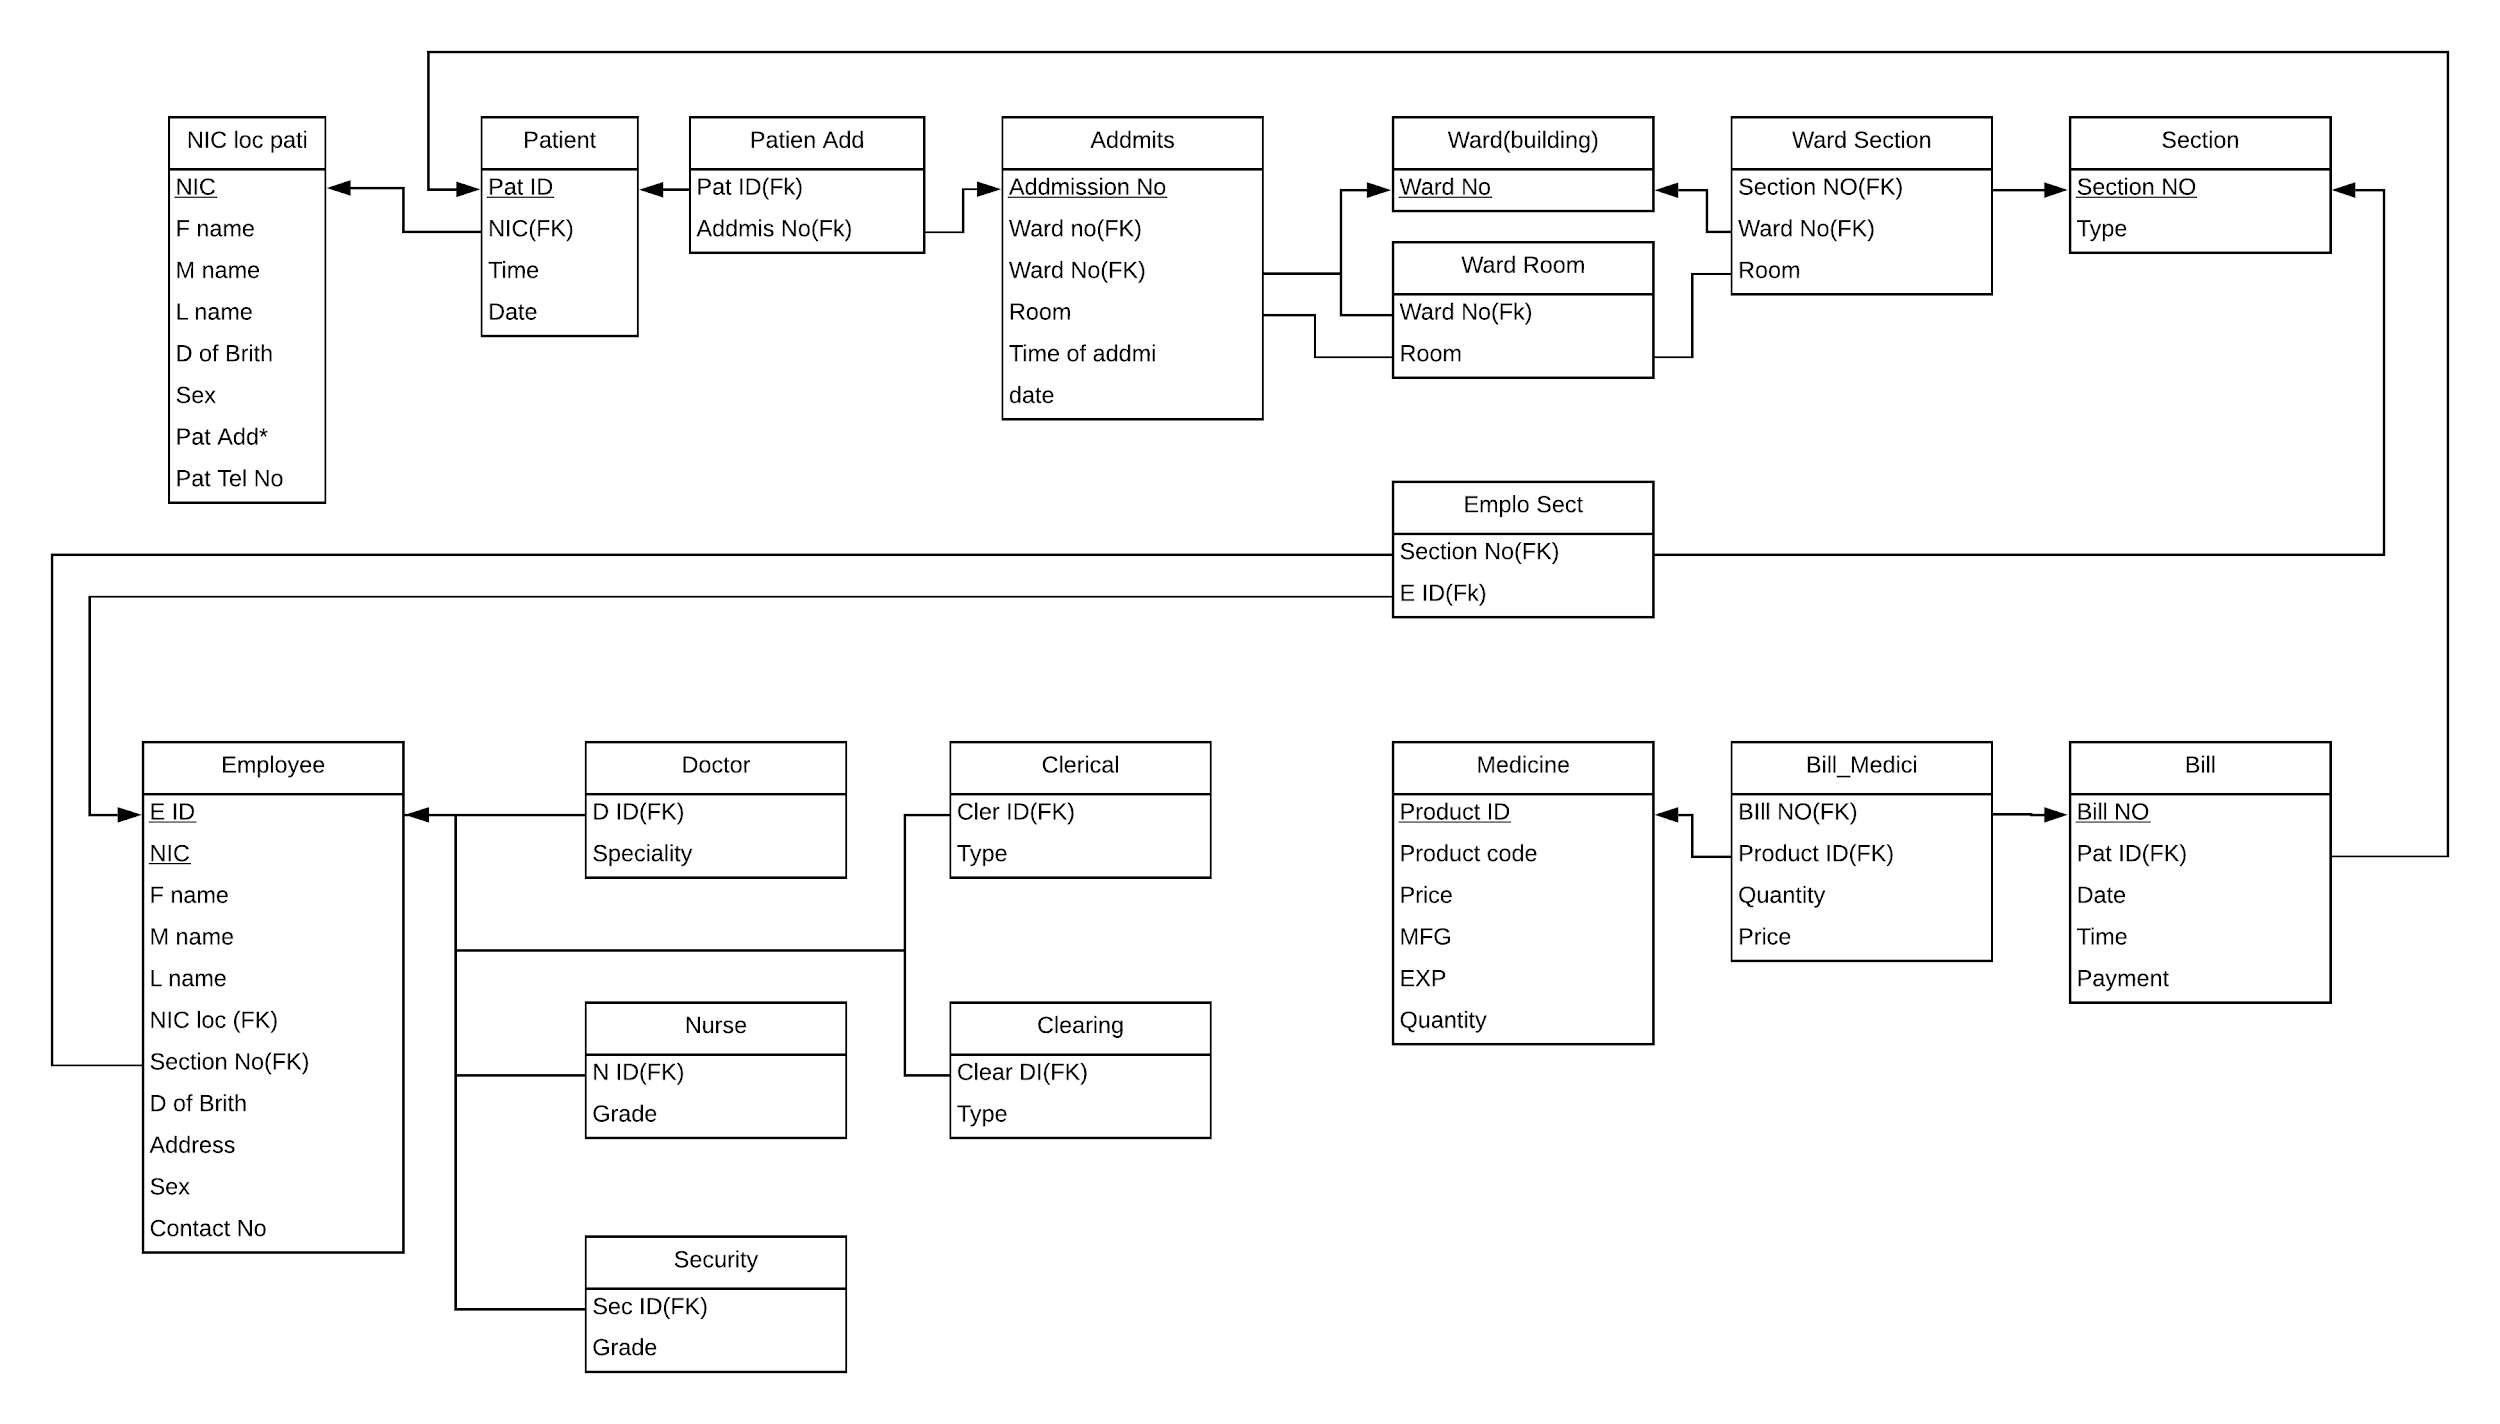 NIC loc pati
NIC
F name
M name
L name
D of Brith
Sex
Pat Add*
Pat Tel No
Patient
Pat ID
NIC(FK)
Time
Date
Patien Add
Pat ID(Fk)
Addmis No(Fk)
Addmits
Addmission No
Ward no(FK)
Ward No(FK)
Room
Time of addmi
date
Ward(building)
Ward No
Ward Room
Ward No(Fk)
Room
Ward Section
Section NO(FK)
Ward No(FK)
Room
Section
Section NO
Type
Emplo Sect
Section No(FK)
E ID(Fk)
Employee
E ID
NIC
F name
M name
L name
NIC loc (FK)
Section No(FK)
D of Brith
Address
Sex
Contact No
Doctor
D ID(FK)
Speciality
Clerical
Cler ID(FK)
Type
Nurse
N ID(FK)
Grade
Clearing
Clear DI(FK)
Type
Security
Sec ID(FK)
Grade
Medicine
Product ID
Product code
Price
MFG
EXP
Quantity
Bill_Medici
BIll NO(FK)
Product ID(FK)
Quantity
Price
Bill
Bill NO
Pat ID(FK)
Date
Time
Payment